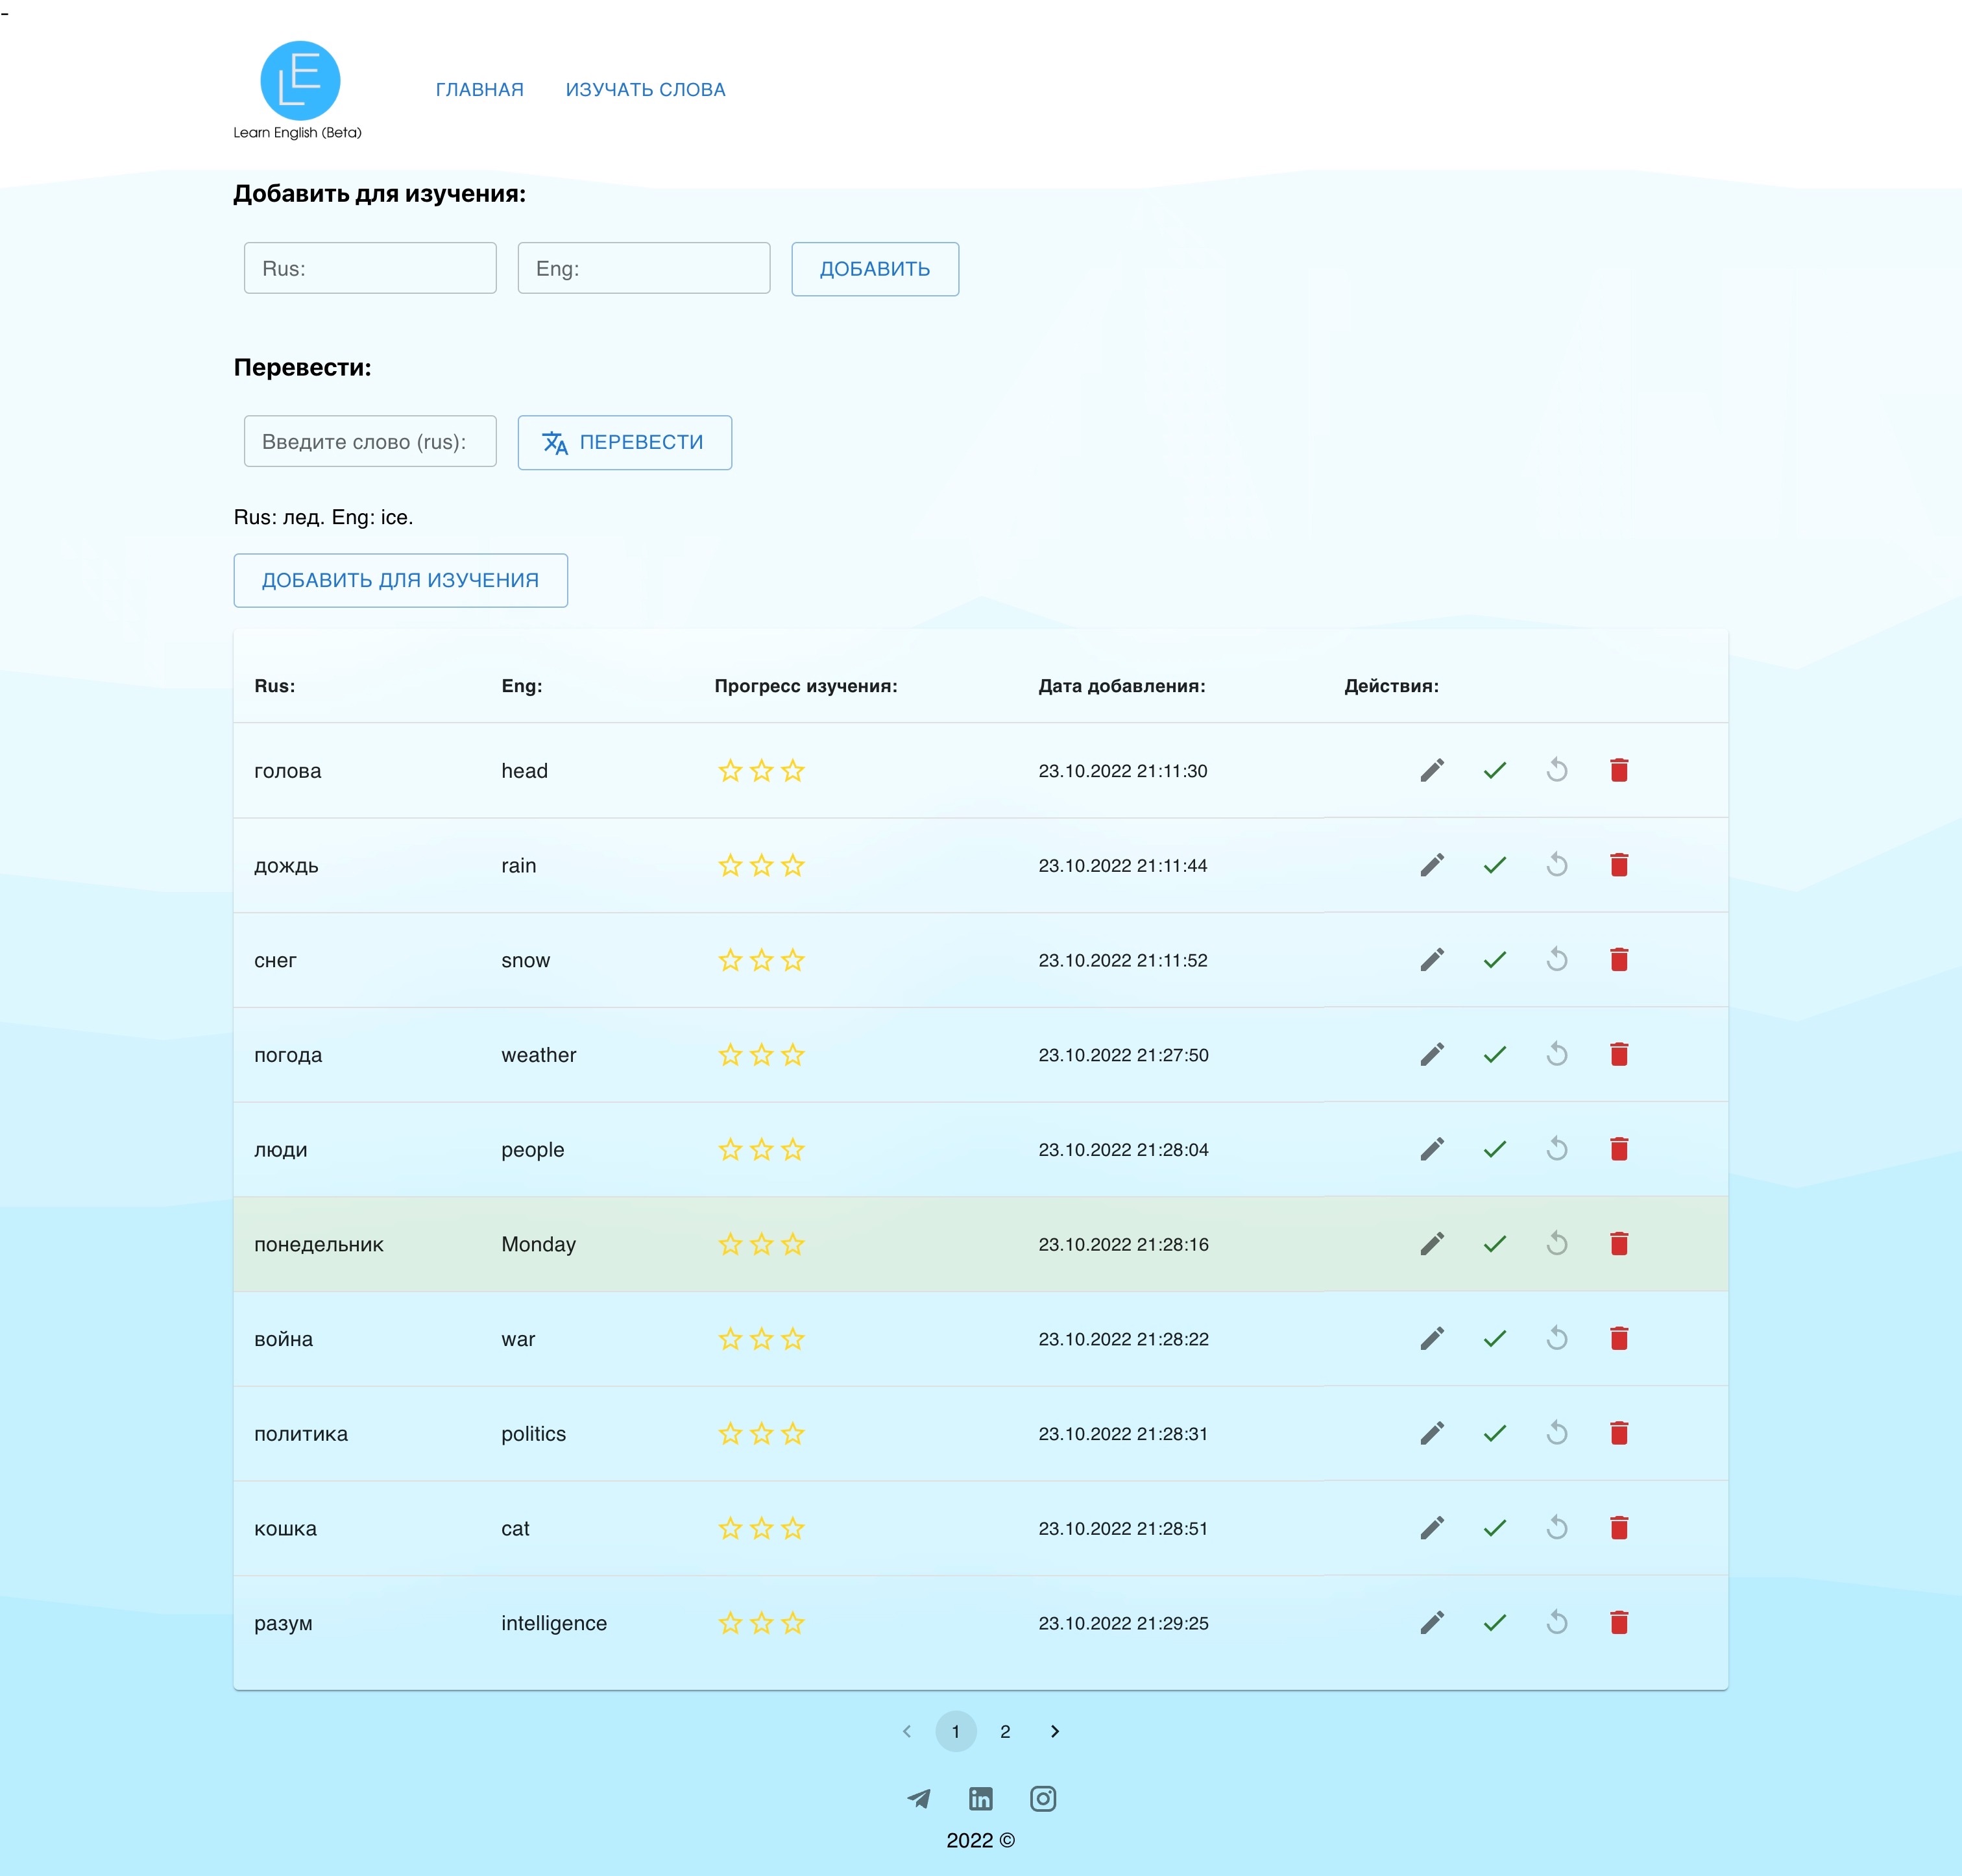 -
LE
Learn English (Beta)
ГЛАВНАЯ ИЗУЧАТЬ СЛОВА
Добавить для изучения:
Rus: Eng: ДОБАВИТЬ
Перевести:
Введите слово (rus): ПЕРЕВЕСТИ
Rus: лед. Eng: ice.
ДОБАВИТЬ ДЛЯ ИЗУЧЕНИЯ
Rus: Eng: Прогресс изучения: Дата добавления: Действия:
голова head 23.10.2022 21:11:30
дождь rain 23.10.2022 21:11:44
снег snow 23.10.2022 21:11:52
погода weather 23.10.2022 21:27:50
люди people 23.10.2022 21:28:04
понедельник Monday 23.10.2022 21:28:16
война war 23.10.2022 21:28:22
политика politics 23.10.2022 21:28:31
кошка cat 23.10.2022 21:28:51
разум intelligence 23.10.2022 21:29:25
1 2
2022 ©